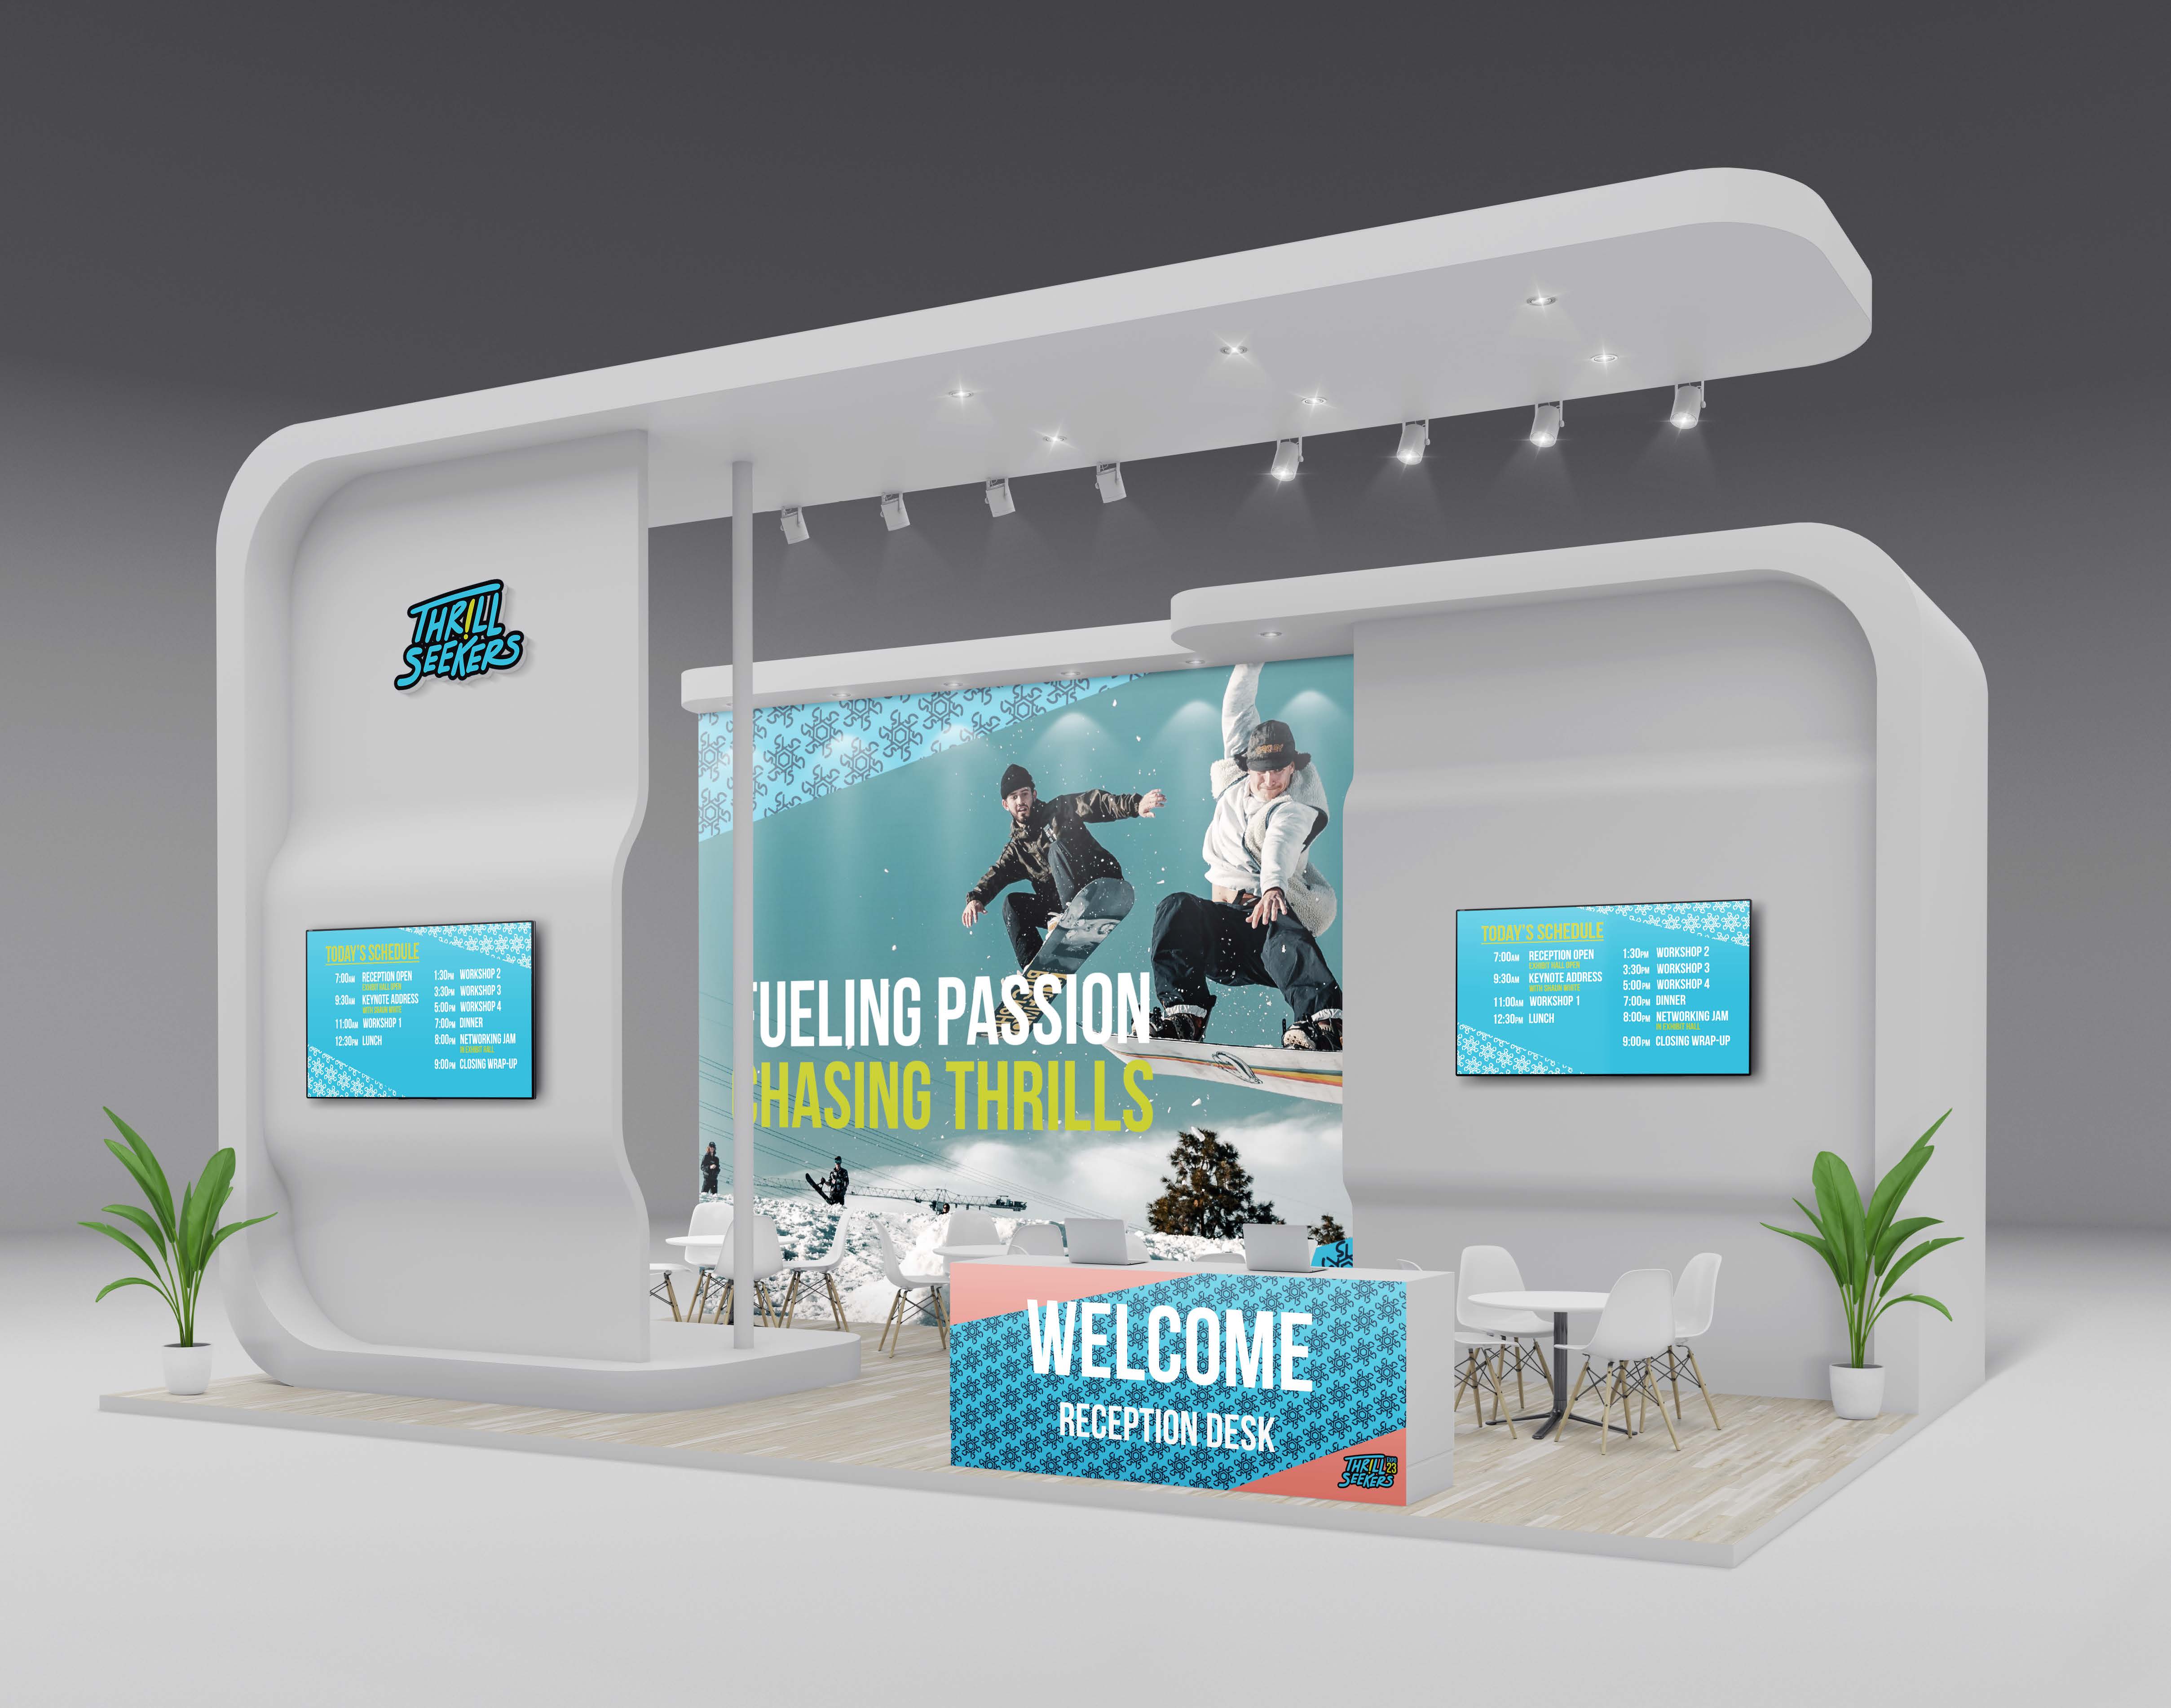 THR!LL
SEEKERS
TODAY'S SCHEDULE
7:00AM RECEPTION OPEN
EXHIBIT HALL OPEN
9:30AM KEYNOTE ADDRESS
WITH SHAUN WHITE
11:00AM WORKSHOP 1
12:30PM LUNCH
1:30PM WORKSHOP 2
3:30PM WORKSHOP 3
5:00PM WORKSHOP 4
7:00PM DINNER
8:00PM NETWORKING JAM
IN EXHIBIT HALL
9:00PM CLOSING WRAP-UP
FUELING PASSION
CHASING THRILLS
TODAY'S SCHEDULE
7:00AM RECEPTION OPEN
EXHIBIT HALL OPEN
9:30AM KEYNOTE ADDRESS
WITH SHAUN WHITE
11:00AM WORKSHOP 1
12:30PM LUNCH
1:30PM WORKSHOP 2
3:30PM WORKSHOP 3
5:00PM WORKSHOP 4
7:00PM DINNER
8:00PM NETWORKING JAM
IN EXHIBIT HALL
9:00PM CLOSING WRAP-UP
WELCOME
RECEPTION DESK
THR!LL EXPO
SEEKERS 23